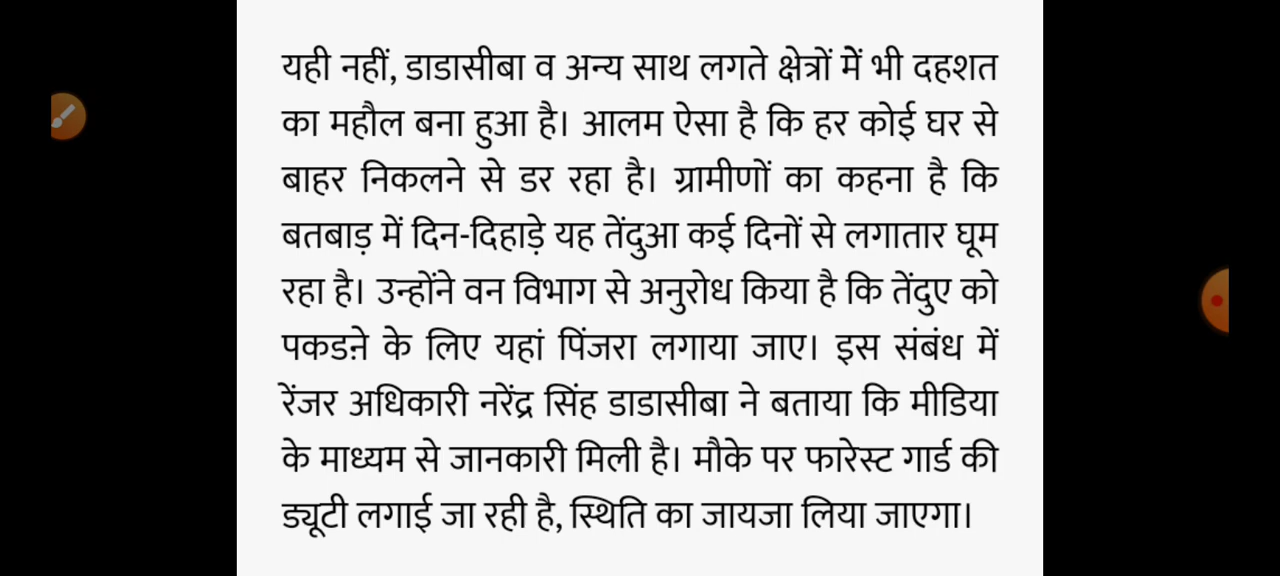 यही नहीं, डाडासीबा व अन्य साथ लगते क्षेत्रों में भी दहशत
का महौल बना हुआ है। आलम ऐसा है कि हर कोई घर से
बाहर निकलने से डर रहा है। ग्रामीणों का कहना है कि
बतबाड़ में दिन-दिहाड़े यह तेंदुआ कई दिनों से लगातार घूम
रहा है। उन्होंने वन विभाग से अनुरोध किया है कि तेंदुए को
पकडऩे के लिए यहां पिंजरा लगाया जाए। इस संबंध में
रेंजर अधिकारी नरेंद्र सिंह डाडासीबा ने बताया कि मीडिया
के माध्यम से जानकारी मिली है। मौके पर फारेस्ट गार्ड की
ड्यूटी लगाई जा रही है, स्थिति का जायजा लिया जाएगा।